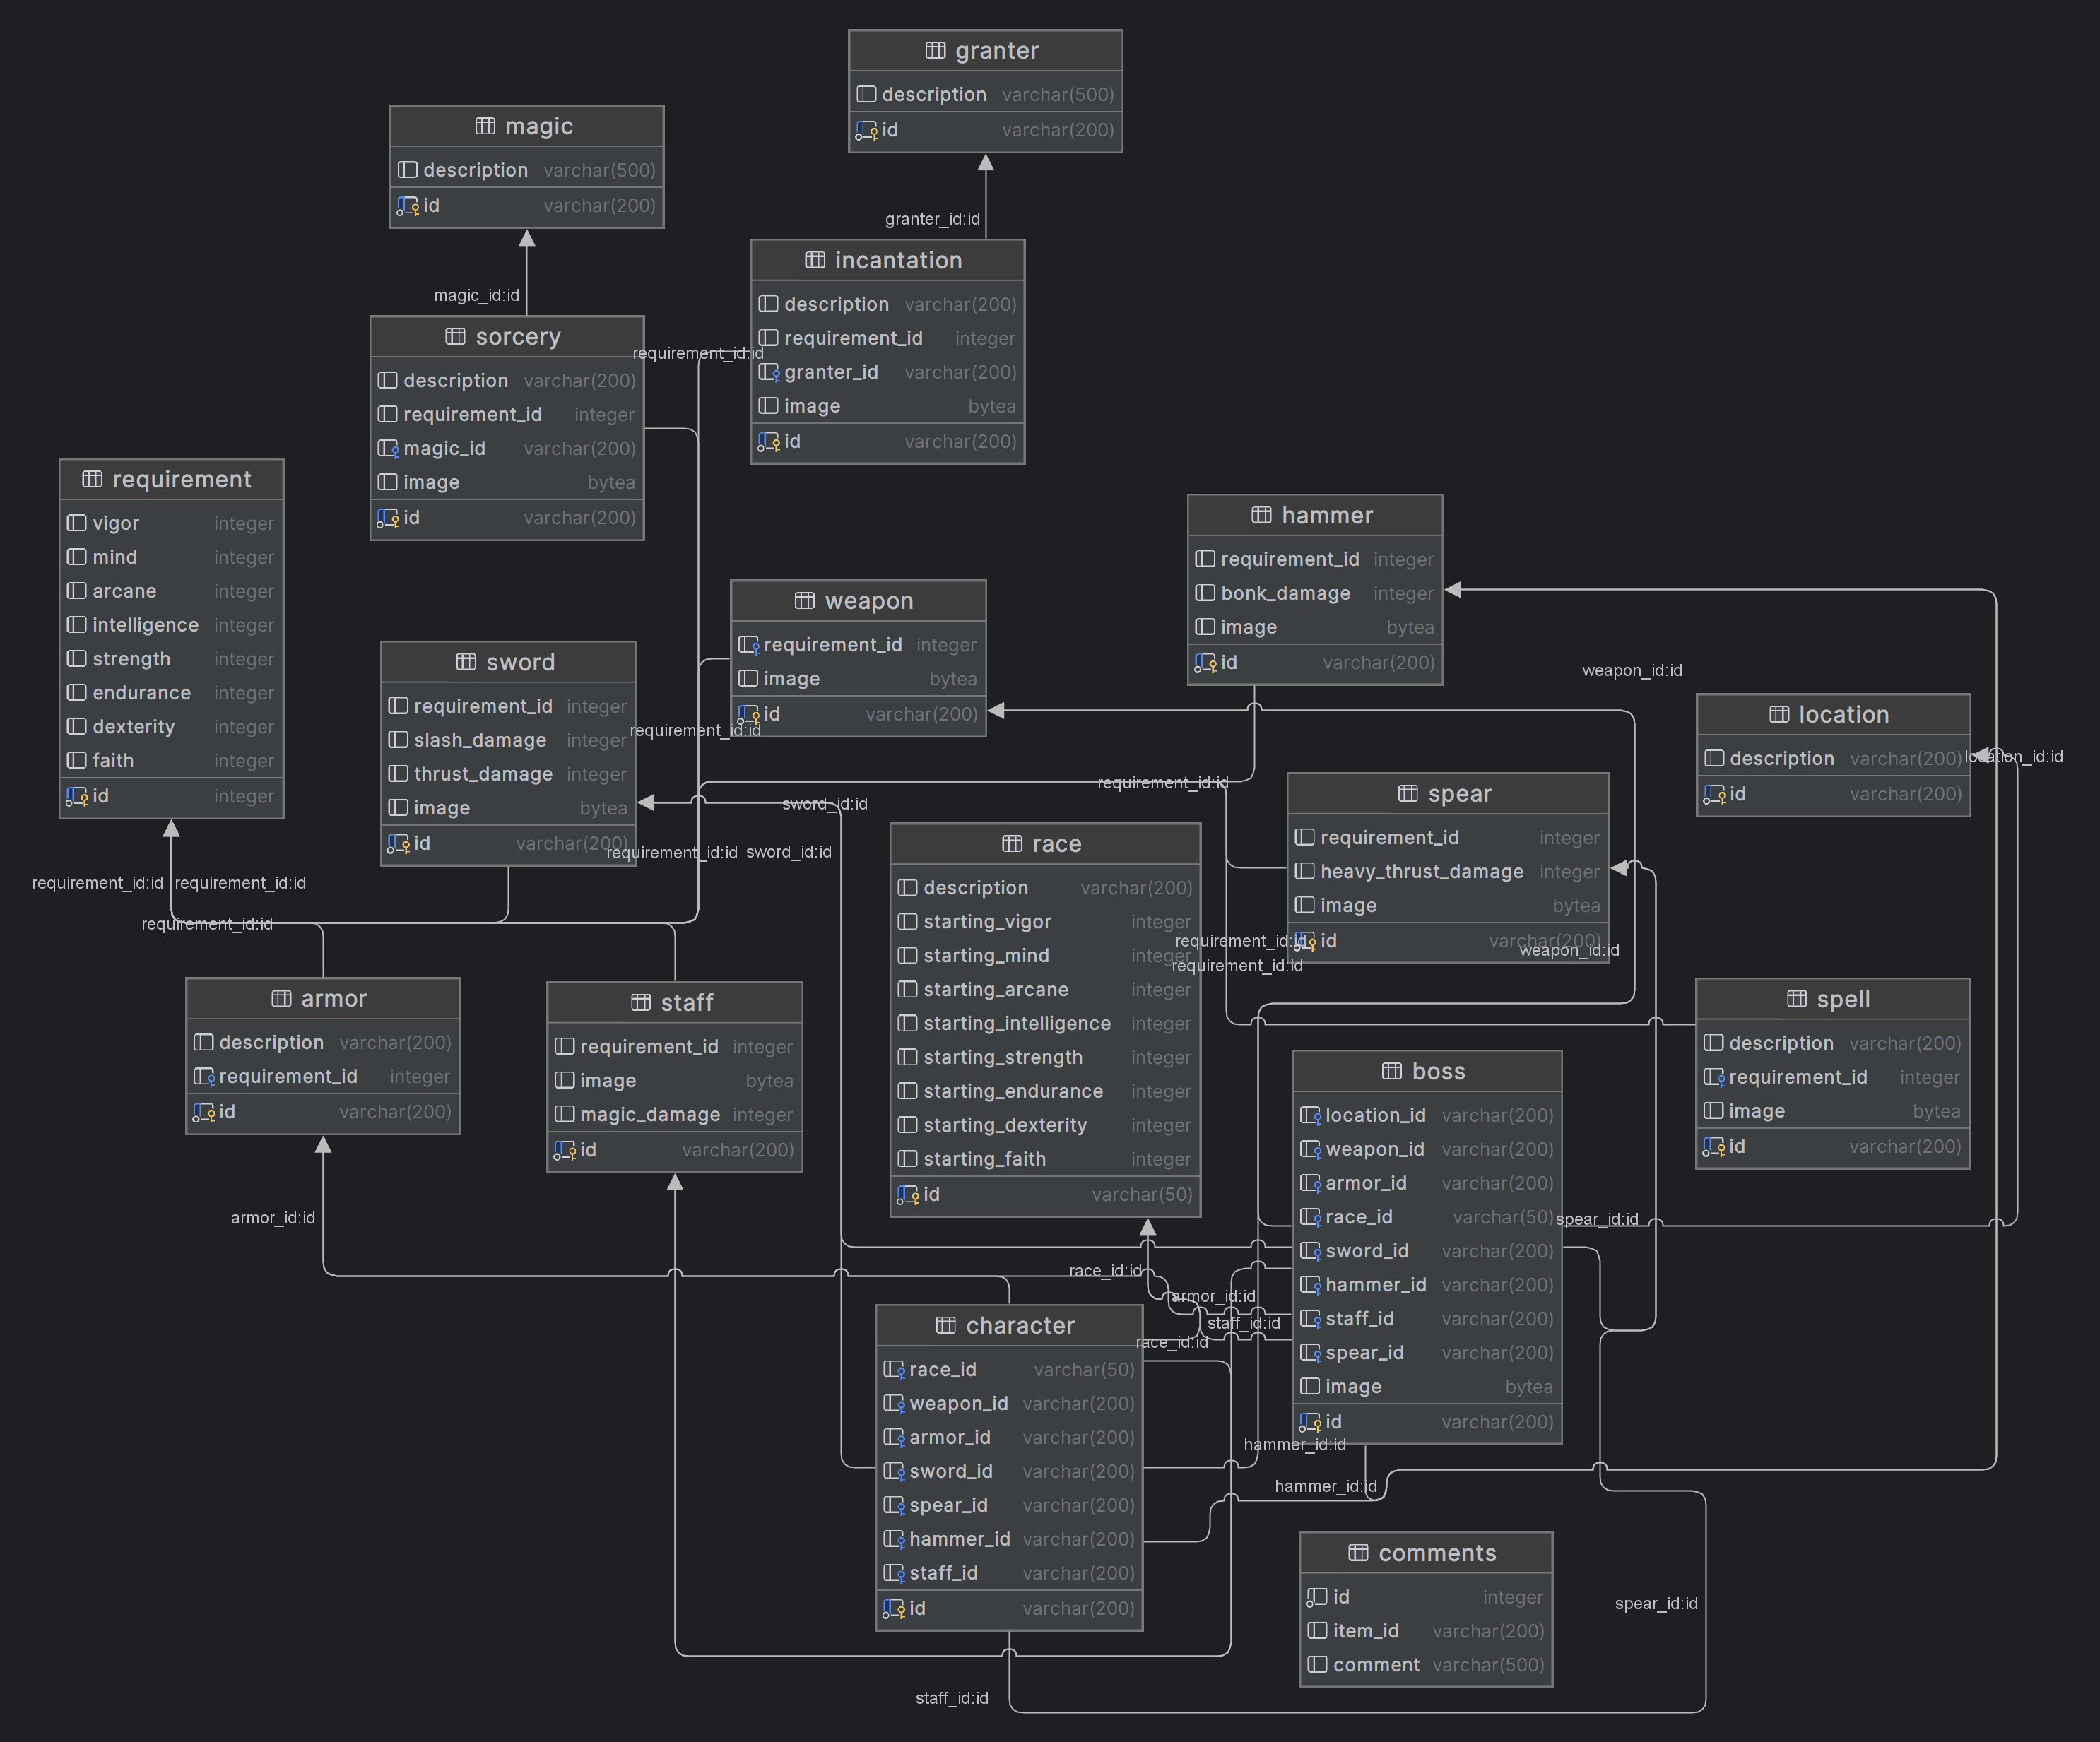 granter
description varchar(500)
id varchar(200)
magic
description varchar(500)
id varchar(200)
granter_id:id
incantation
description varchar(200)
requirement_id integer
granter_id varchar(200)
image bytea
id varchar(200)
magic_id:id
sorcery
description varchar(200)
requirement_id integer
magic_id varchar(200)
image bytea
id varchar(200)
requirement_id:id
requirement
vigor integer
mind integer
arcane integer
intelligence integer
strength integer
endurance integer
dexterity integer
faith integer
id integer
hammer
requirement_id integer
bonk_damage integer
image bytea
id varchar(200)
weapon
requirement_id integer
image bytea
id varchar(200)
sword
requirement_id integer
slash_damage integer
thrust_damage integer
image bytea
id varchar(200)
requirement_id:id
weapon_id:id
location
description varchar(200)
id varchar(200)
location_id:id
requirement_id:id
sword_id:id
requirement_id:id
sword_id:id
spear
requirement_id integer
heavy_thrust_damage integer
image bytea
id varchar(200)
weapon_id:id
requirement_id:id
requirement_id:id
race
description varchar(200)
starting_vigor integer
starting_mind integer
starting_arcane integer
starting_intelligence integer
starting_strength integer
starting_endurance integer
starting_dexterity integer
starting_faith integer
id varchar(50)
requirement_id:id
requirement_id:id
requirement_id:id
armor
description varchar(200)
requirement_id integer
id varchar(200)
staff
requirement_id integer
image bytea
magic_damage integer
id varchar(200)
spell
description varchar(200)
requirement_id integer
image bytea
id varchar(200)
boss
location_id varchar(200)
weapon_id varchar(200)
armor_id varchar(200)
race_id varchar(50)
sword_id varchar(200)
hammer_id varchar(200)
staff_id varchar(200)
spear_id varchar(200)
image bytea
id varchar(200)
armor_id:id
spear_id:id
race_id:id
armor_id:id
staff_id:id
race_id:id
character
race_id varchar(50)
weapon_id varchar(200)
armor_id varchar(200)
sword_id varchar(200)
spear_id varchar(200)
hammer_id varchar(200)
staff_id varchar(200)
id varchar(200)
hammer_id:id
hammer_id:id
comments
id integer
item_id varchar(200)
comment varchar(500)
spear_id:id
staff_id:id